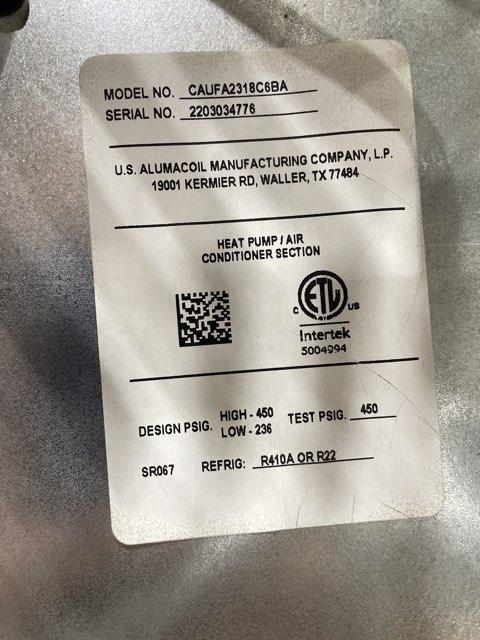 MODEL NO. CAUFA2318C6BA
SERIAL NO. 2203034776
U.S. ALUMACOIL MANUFACTURING COMPANY, L.P.
19001 KERMIER RD, WALLER, TX 77484
HEAT PUMP / AIR
CONDITIONER SECTION
C ETL US
Intertek
5004994
DESIGN PSIG. HIGH - 450
LOW - 236
TEST PSIG. 450
SR067 REFRIG: R410A OR R22